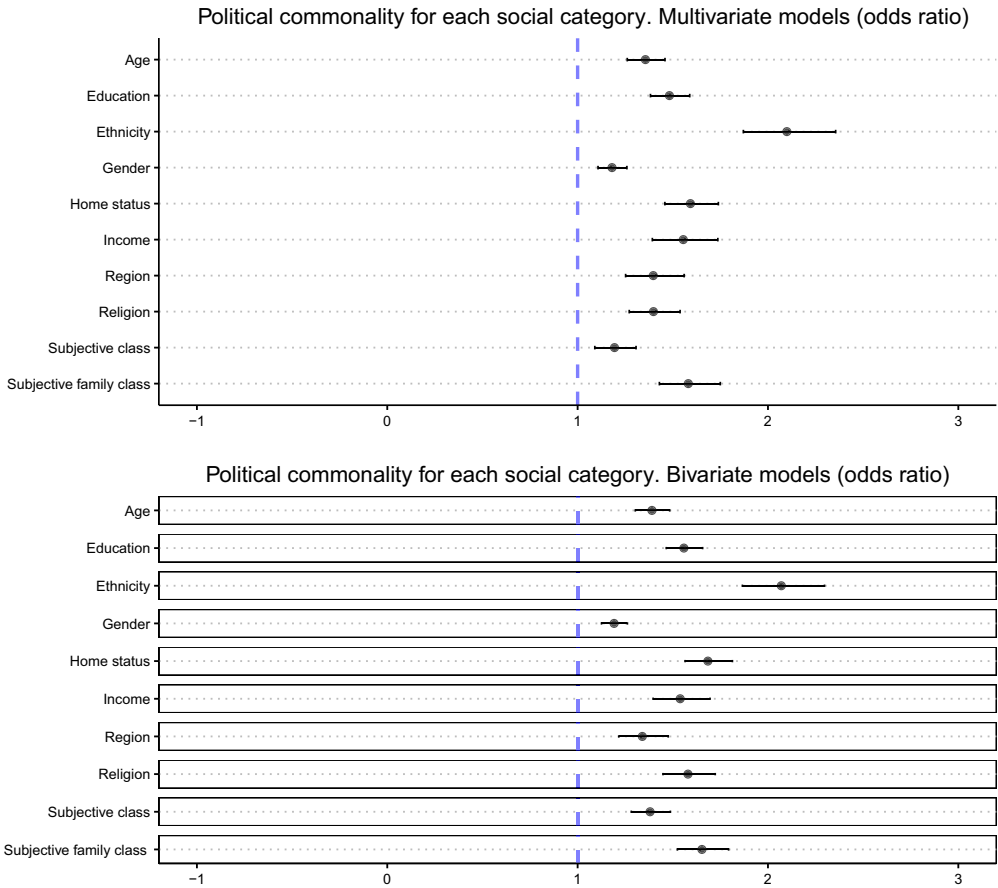 Political commonality for each social category. Multivariate models (odds ratio)
Age
Education
Ethnicity
Gender
Home status
Income
Region
Religion
Subjective class
Subjective family class
−1 0 1 2 3
Political commonality for each social category. Bivariate models (odds ratio)
Age
Education
Ethnicity
Gender
Home status
Income
Region
Religion
Subjective class
Subjective family class
−1 0 1 2 3